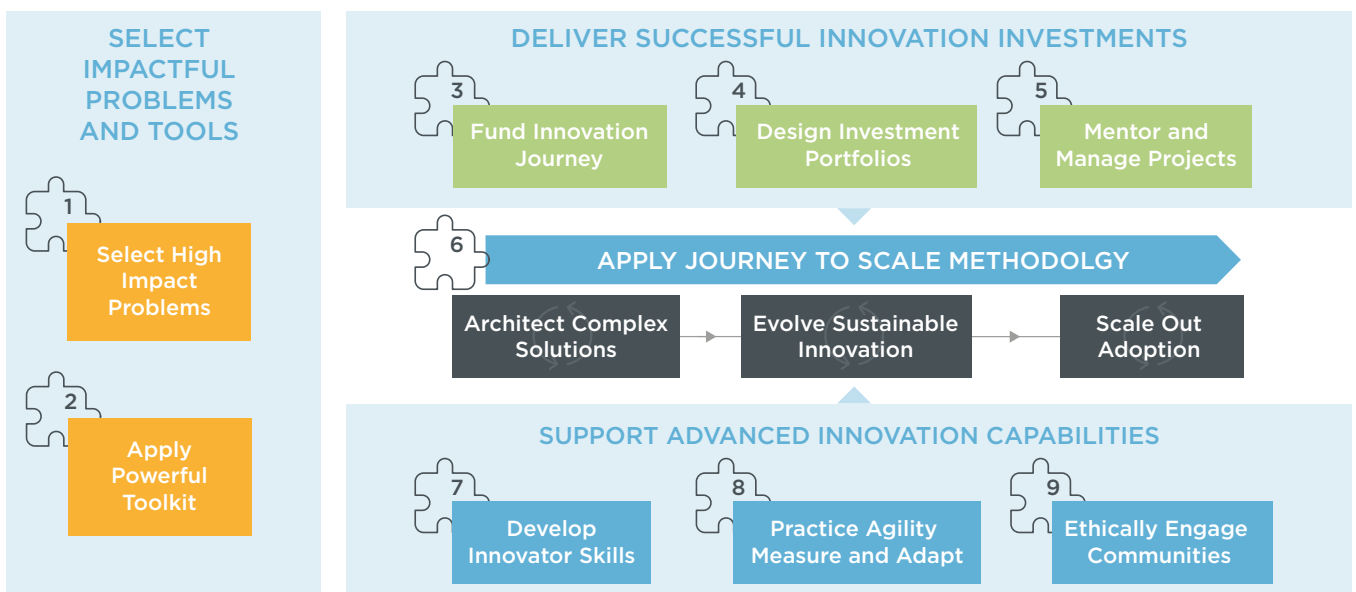 SELECT
IMPACTFUL
PROBLEMS
AND TOOLS
1
Select High
Impact
Problems
2
Apply
Powerful
Toolkit
DELIVER SUCCESSFUL INNOVATION INVESTMENTS
3
Fund Innovation
Journey
4
Design Investment
Portfolios
5
Mentor and
Manage Projects
6
APPLY JOURNEY TO SCALE METHODOLGY
Architect Complex
Solutions
Evolve Sustainable
Innovation
Scale Out
Adoption
SUPPORT ADVANCED INNOVATION CAPABILITIES
7
Develop
Innovator Skills
8
Practice Agility
Measure and Adapt
9
Ethically Engage
Communities